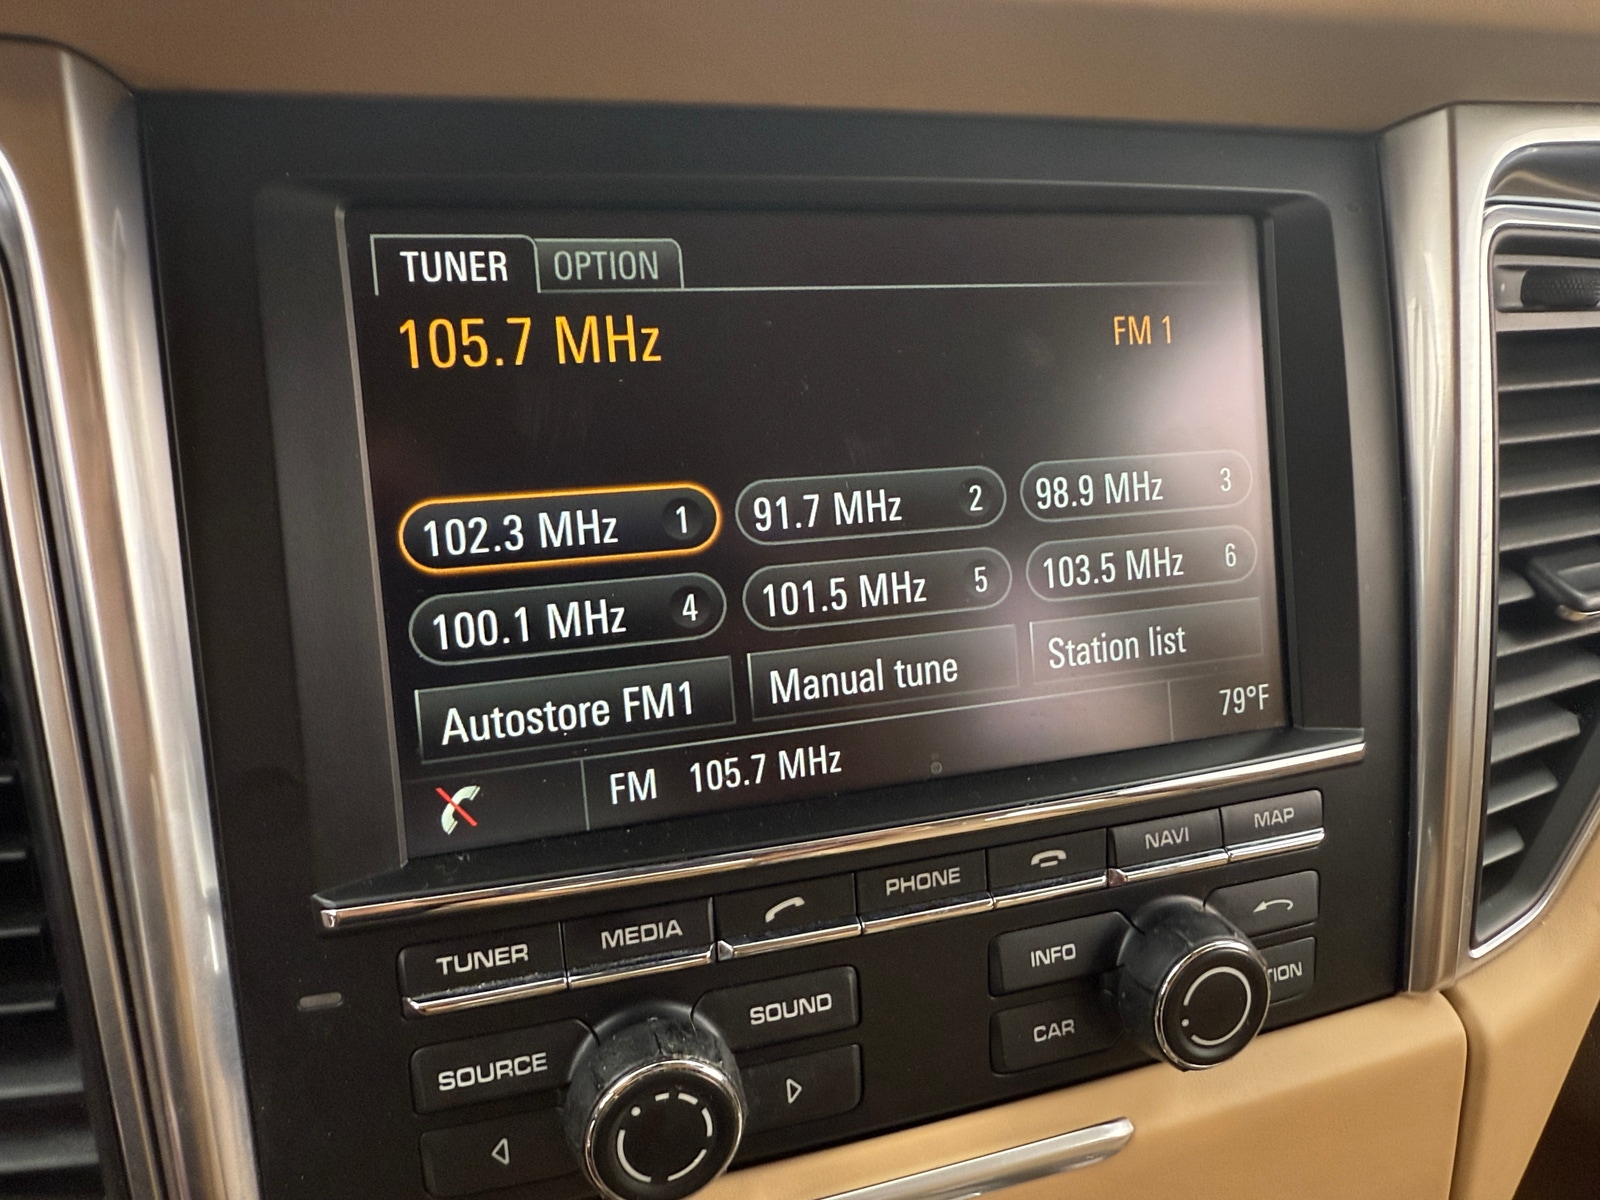 TUNER OPTION
105.7 MHz FM 1
102.3 MHz 1 91.7 MHz 2 98.9 MHz 3
100.1 MHz 4 101.5 MHz 5 103.5 MHz 6
Autostore FM1 Manual tune Station list
FM 105.7 MHz 79°F
TUNER MEDIA PHONE NAVI MAP
SOURCE SOUND INFO
CAR